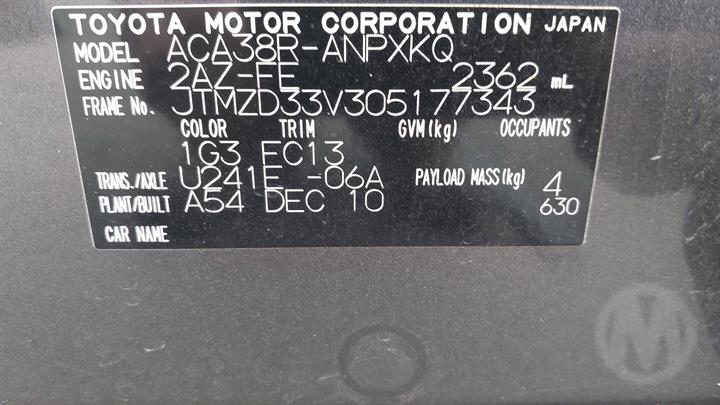 TOYOTA MOTOR CORPORATION JAPAN
MODEL ACA38R-ANPXKQ
ENGINE 2AZ-FE 2362 mL
FRAME No. JTMZD33V305177343
COLOR TRIM GVM(kg) OCCUPANTS
1G3 EC13
TRANS./AXLE U241E -06A PAYLOAD MASS(kg) 4
PLANT/BUILT A54 DEC 10 630
CAR NAME
M